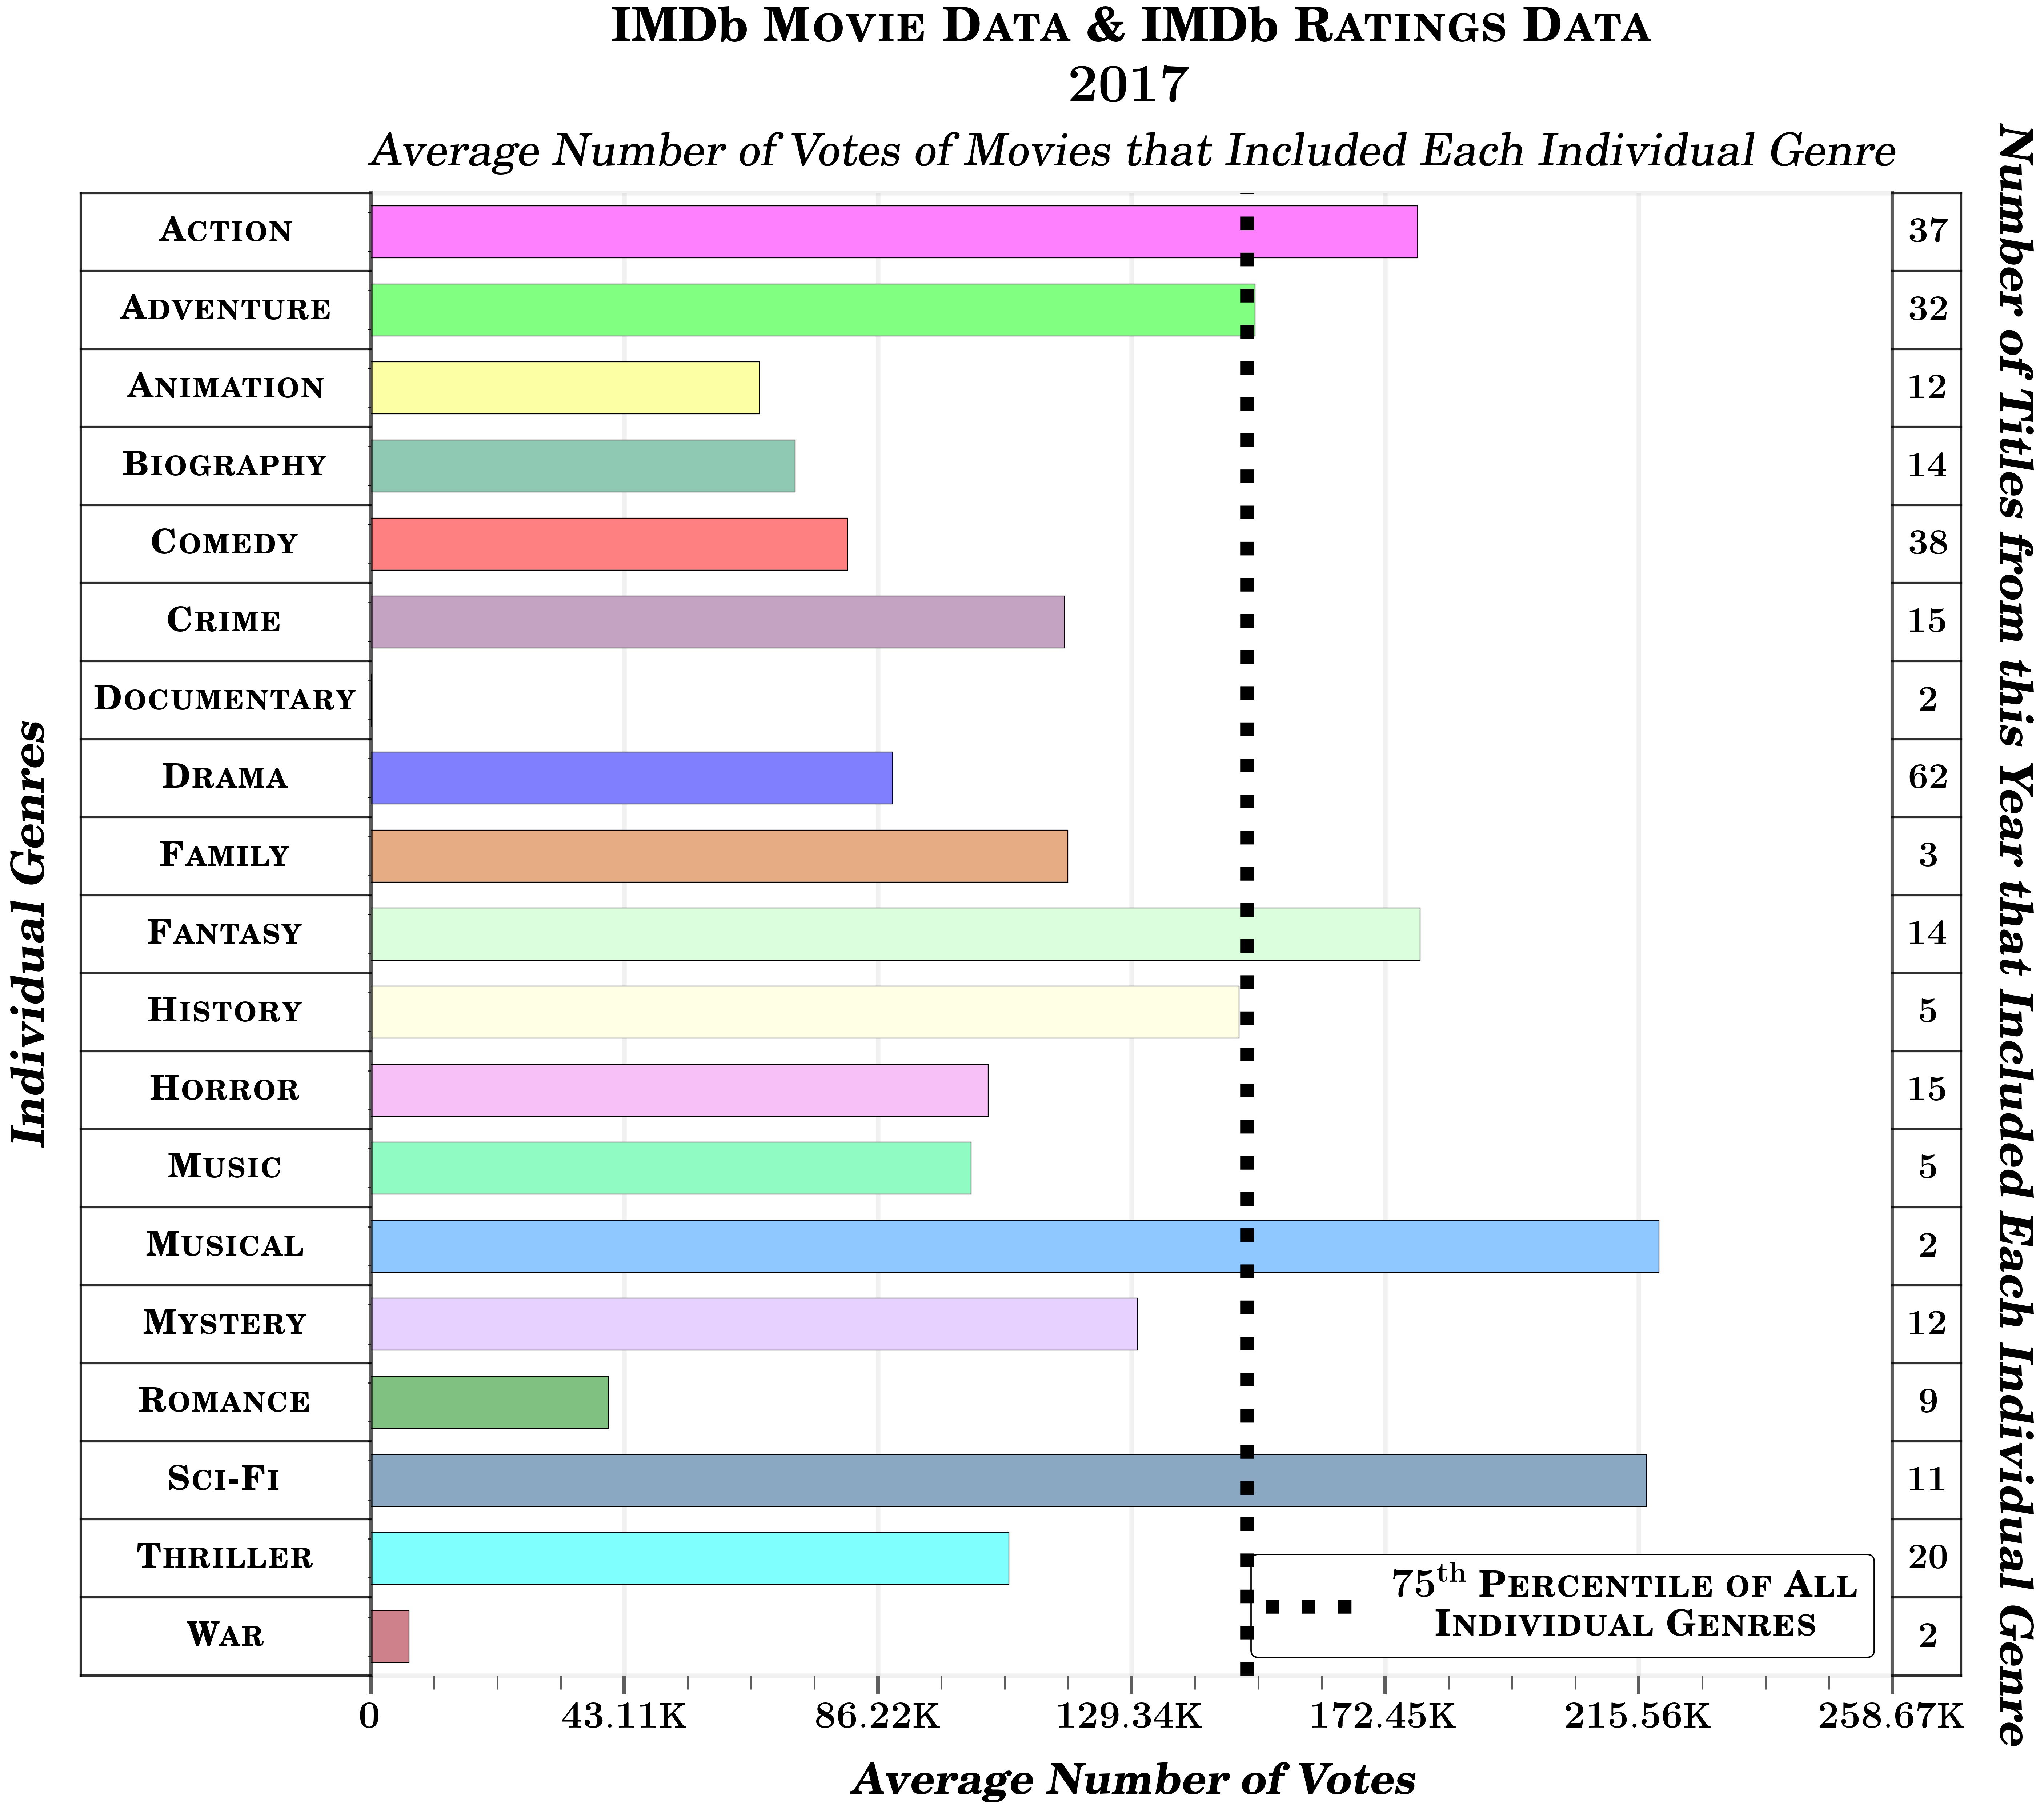 IMDb Movie Data & IMDb Ratings Data
2017
Average Number of Votes of Movies that Included Each Individual Genre
Individual Genres
Action 37
Adventure 32
Animation 12
Biography 14
Comedy 38
Crime 15
Documentary 2
Drama 62
Family 3
Fantasy 14
History 5
Horror 15
Music 5
Musical 2
Mystery 12
Romance 9
Sci-Fi 11
Thriller 20
War 2
75th Percentile of All
Individual Genres
0 43.11K 86.22K 129.34K 172.45K 215.56K 258.67K
Average Number of Votes
Number of Titles from this Year that Included Each Individual Genre